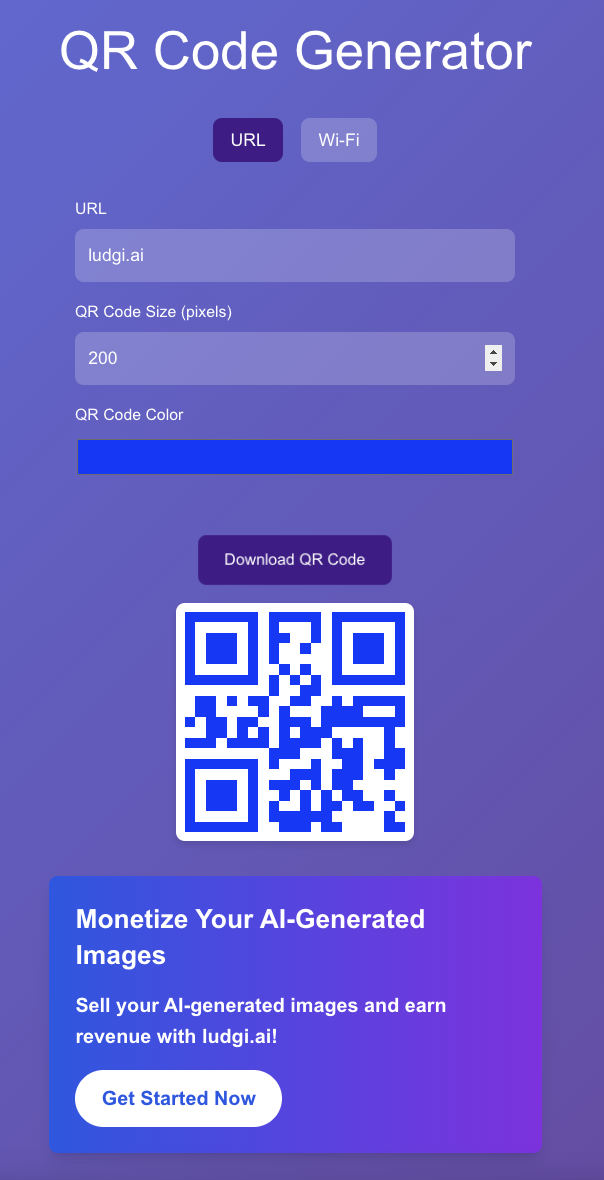 QR Code Generator
URL
Wi-Fi
URL
ludgi.ai
QR Code Size (pixels)
200
QR Code Color
Download QR Code
Monetize Your AI-Generated
Images
Sell your AI-generated images and earn
revenue with ludgi.ai!
Get Started Now